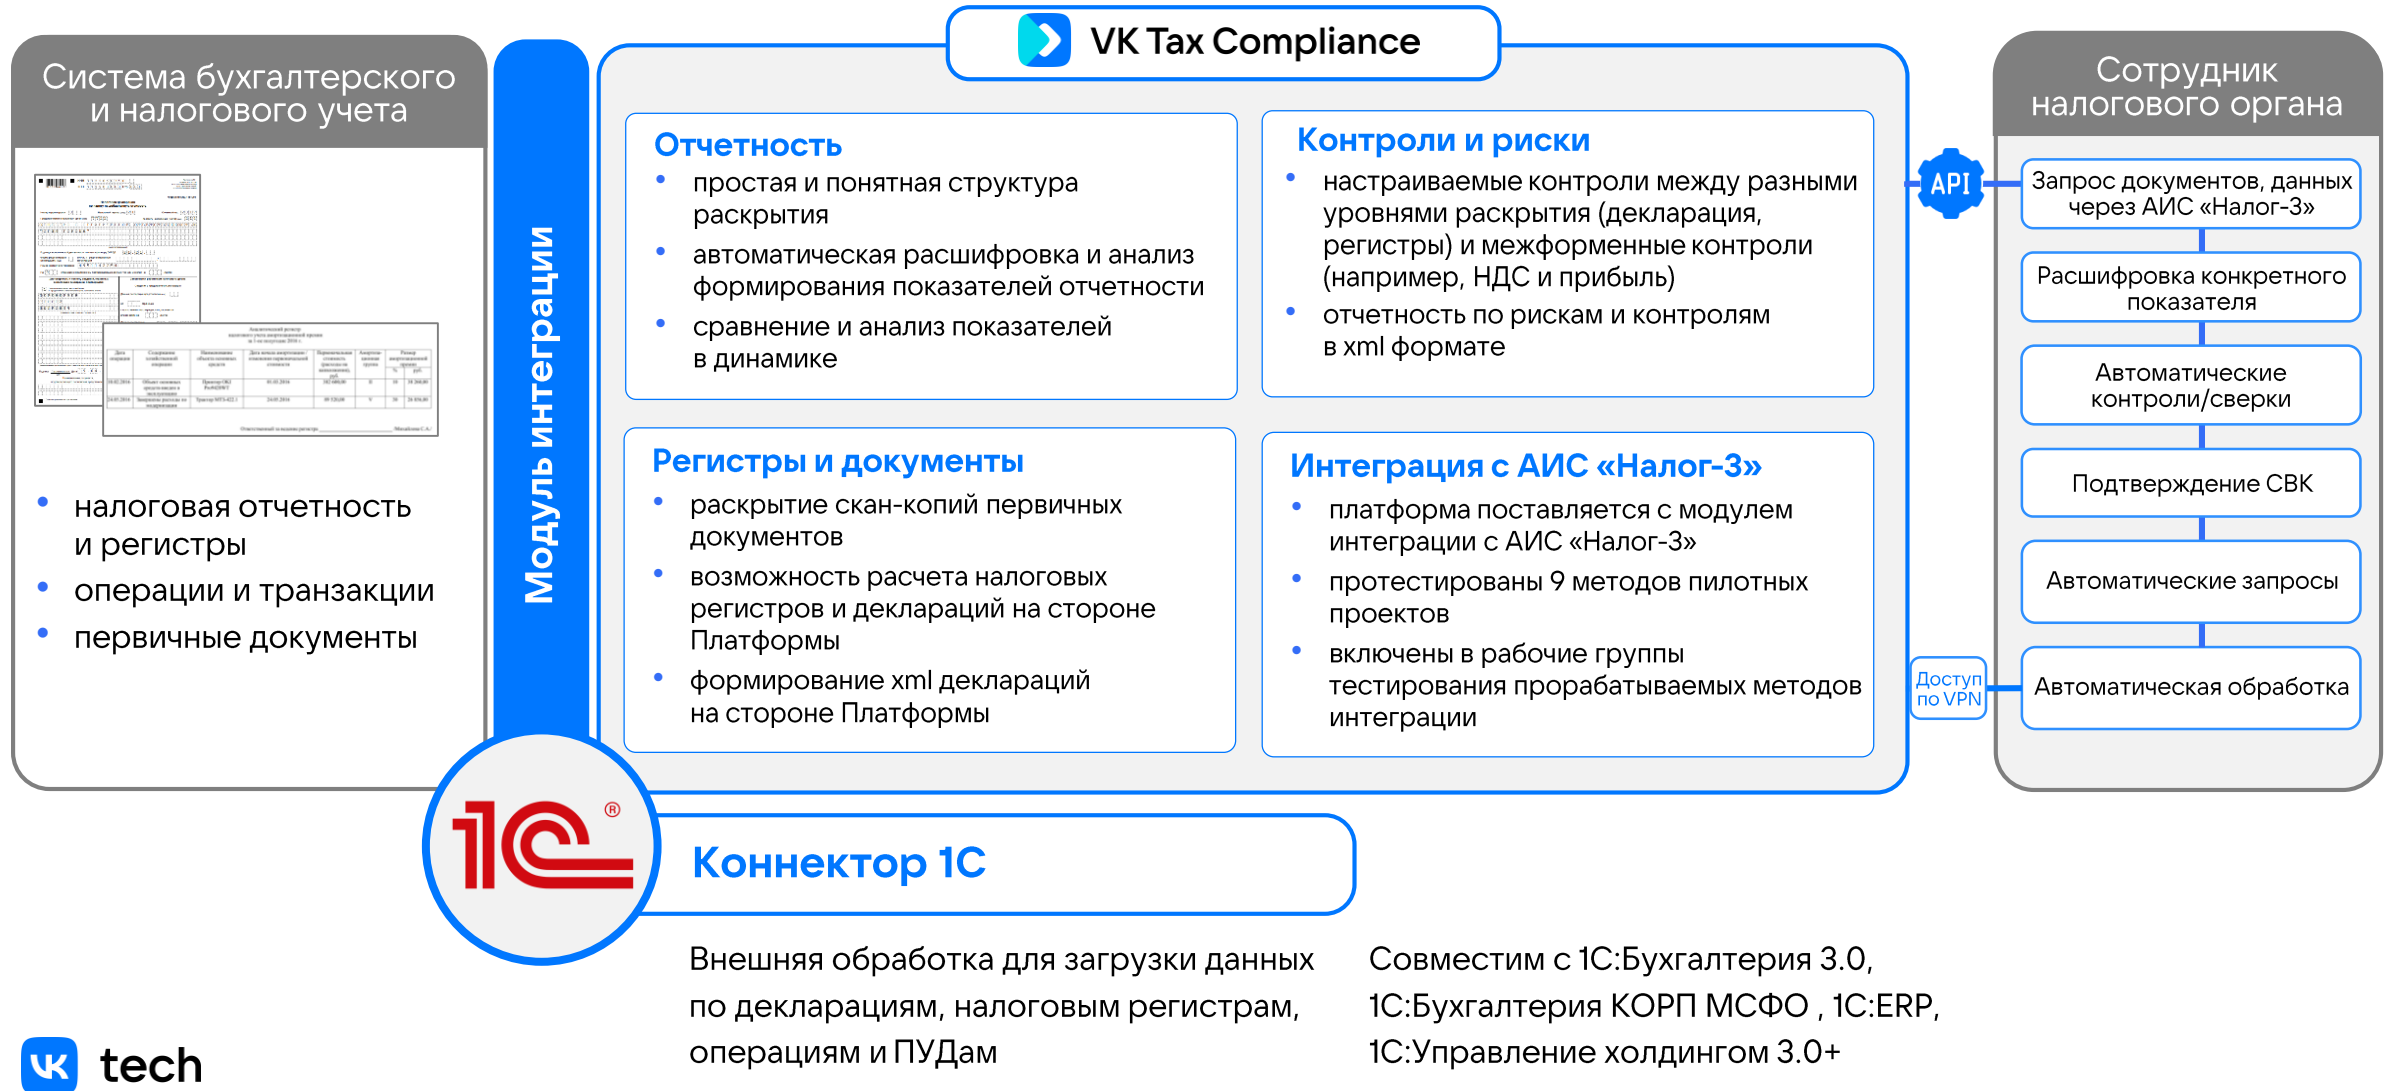 Система бухгалтерского
и налогового учета
Аналитический регистр
налогового учета амортизационной премии
• налоговая отчетность
и регистры
• операции и транзакции
• первичные документы
Модуль интеграции
VK Tax Compliance
Отчетность
• простая и понятная структура
раскрытия
• автоматическая расшифровка и анализ
формирования показателей отчетности
• сравнение и анализ показателей
в динамике
Контроли и риски
• настраиваемые контроли между разными
уровнями раскрытия (декларация,
регистры) и межформенные контроли
(например, НДС и прибыль)
• отчетность по рискам и контролям
в xml формате
Регистры и документы
• раскрытие скан-копий первичных
документов
• возможность расчета налоговых
регистров и деклараций на стороне
Платформы
• формирование xml деклараций
на стороне Платформы
Интеграция с АИС «Налог-3»
• платформа поставляется с модулем
интеграции с АИС «Налог-3»
• протестированы 9 методов пилотных
проектов
• включены в рабочие группы
тестирования прорабатываемых методов
интеграции
API
Доступ
по VPN
Сотрудник
налогового органа
Запрос документов, данных
через АИС «Налог-3»
Расшифровка конкретного
показателя
Автоматические
контроли/сверки
Подтверждение СВК
Автоматические запросы
Автоматическая обработка
1С®
Коннектор 1С
Внешняя обработка для загрузки данных
по декларациям, налоговым регистрам,
операциям и ПУДам
Совместим с 1С:Бухгалтерия 3.0,
1С:Бухгалтерия КОРП МСФО , 1С:ERP,
1С:Управление холдингом 3.0+
VK tech